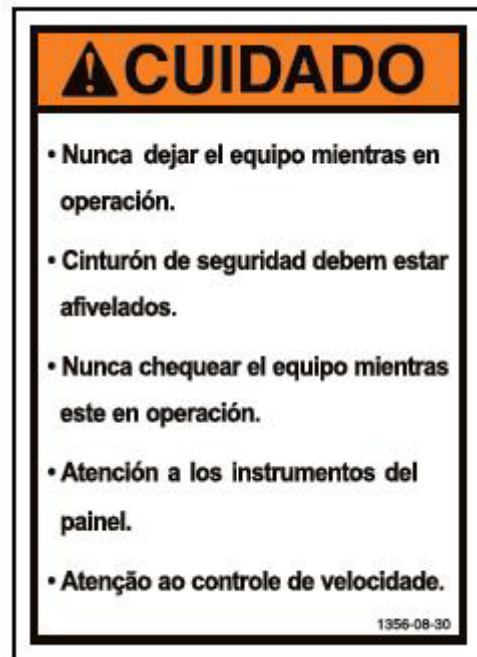 CUIDADO
• Nunca dejar el equipo mientras en
operación.
• Cinturón de seguridad debem estar
afivelados.
• Nunca chequear el equipo mientras
este en operación.
• Atención a los instrumentos del
painel.
• Atenção ao controle de velocidade.
1356-08-30